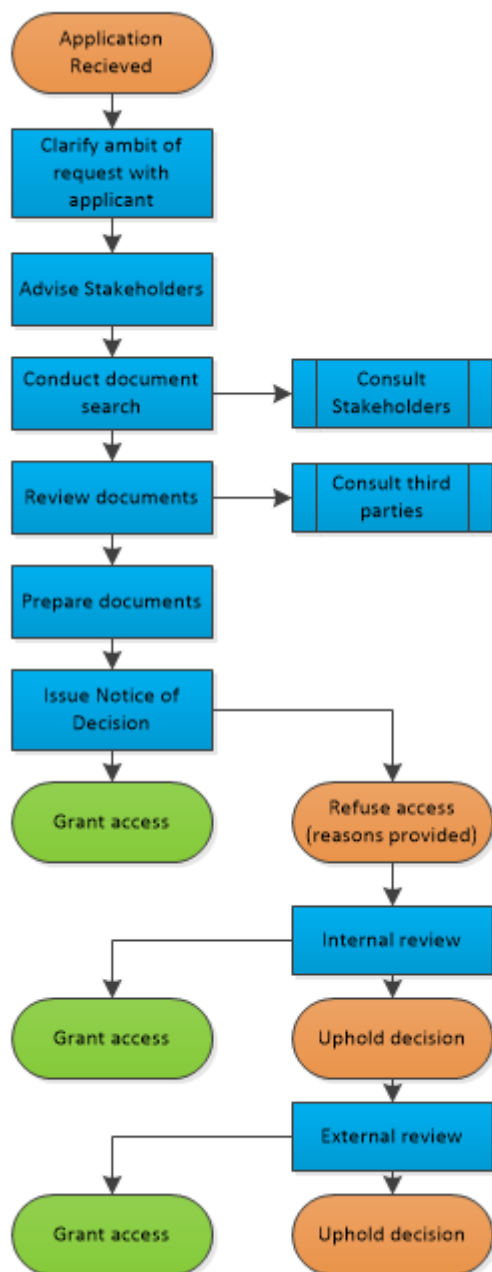 Application
Recieved
Clarify ambit of
request with
applicant
Advise Stakeholders
Conduct document
search
Consult
Stakeholders
Review documents
Consult third
parties
Prepare documents
Issue Notice of
Decision
Grant access
Refuse access
(reasons provided)
Internal review
Grant access
Uphold decision
External review
Grant access
Uphold decision